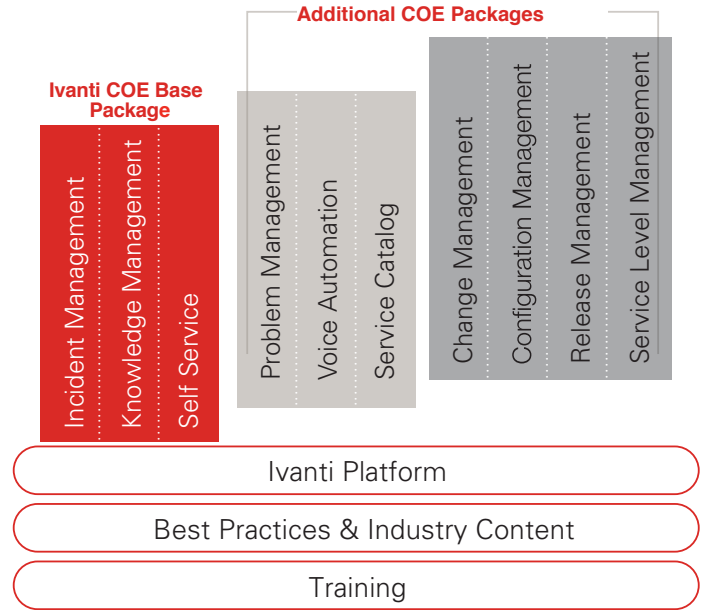 Additional COE Packages
Ivanti COE Base
Package
Incident Management
Knowledge Management
Self Service
Problem Management
Voice Automation
Service Catalog
Change Management
Configuration Management
Release Management
Service Level Management
Ivanti Platform
Best Practices & Industry Content
Training